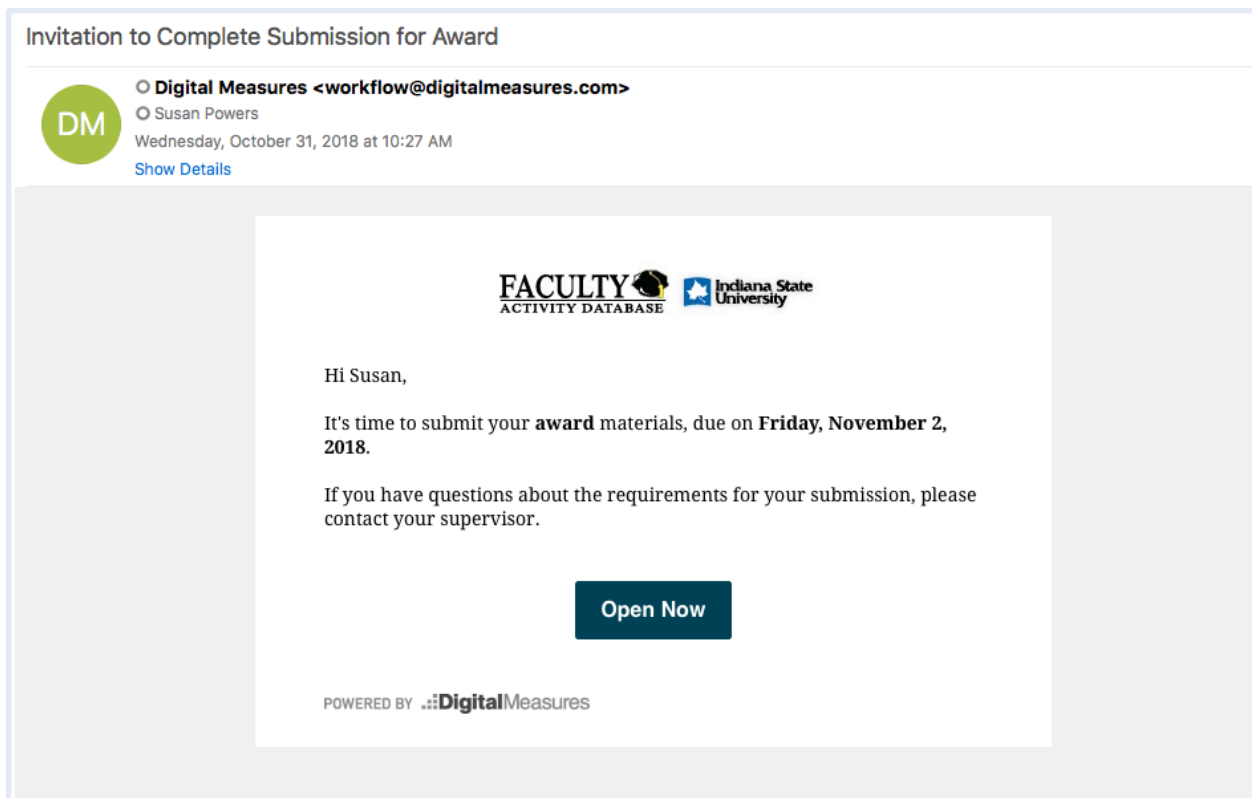 Invitation to Complete Submission for Award
Digital Measures <workflow@digitalmeasures.com>
DM
Susan Powers
Wednesday, October 31, 2018 at 10:27 AM
Show Details
FACULTY
ACTIVITY DATABASE
Indiana State
University
Hi Susan,
It's time to submit your award materials, due on Friday, November 2,
2018.
If you have questions about the requirements for your submission, please
contact your supervisor.
Open Now
POWERED BY DigitalMeasures